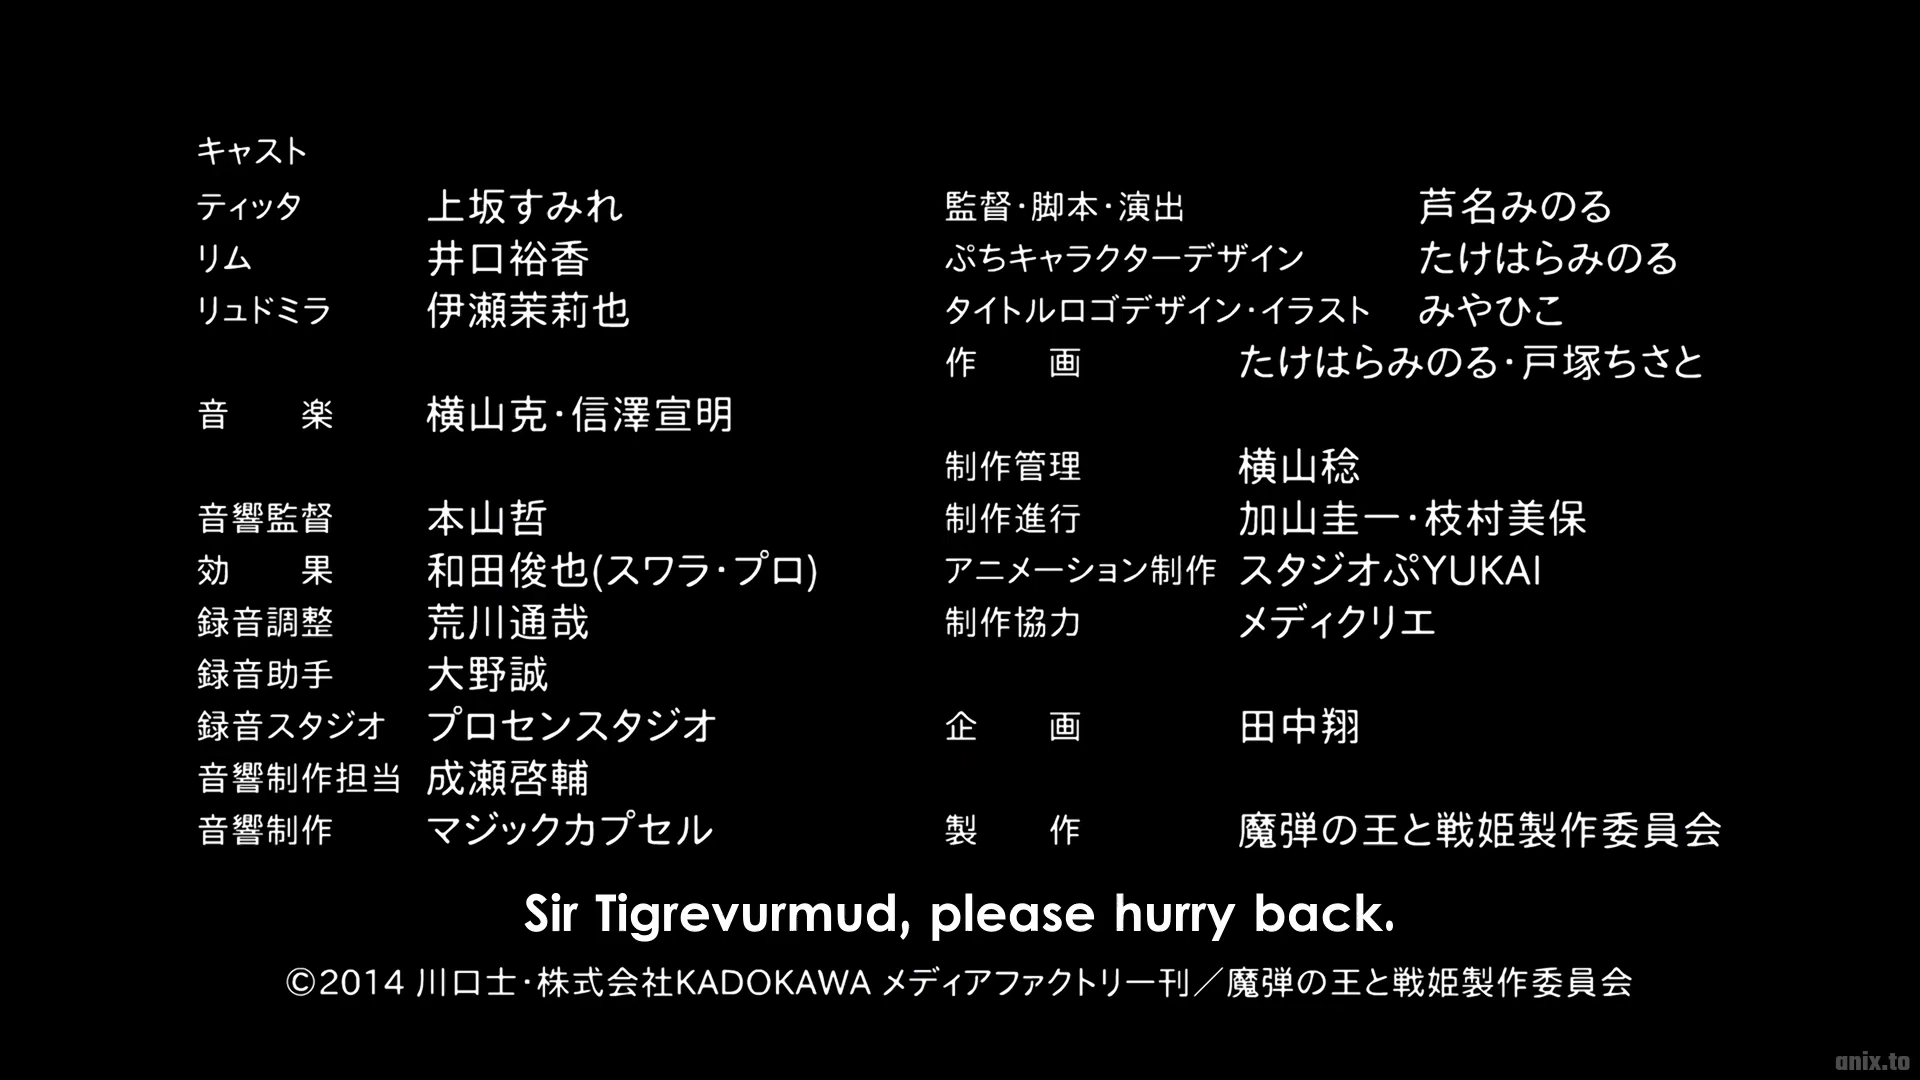 キャスト
ティッタ 上坂すみれ
リム 井口裕香
リュドミラ 伊瀬茉莉也
音楽 横山克・信澤宣明
音響監督 本山哲
効果 和田俊也(スワラ・プロ)
録音調整 荒川通哉
録音助手 大野誠
録音スタジオ プロセンスタジオ
音響制作担当 成瀬啓輔
音響制作 マジックカプセル
監督・脚本・演出 芦名みのる
ぷちキャラクターデザイン たけはらみのる
タイトルロゴデザイン・イラスト みやひこ
作画 たけはらみのる・戸塚ちさと
制作管理 横山稔
制作進行 加山圭一・枝村美保
アニメーション制作 スタジオぷYUKAI
制作協力 メディクリエ
企画 田中翔
製作 魔弾の王と戦姫製作委員会
Sir Tigrevurmud, please hurry back.
©2014 川口士・株式会社KADOKAWA メディアファクトリー刊／魔弾の王と戦姫製作委員会
anix.to